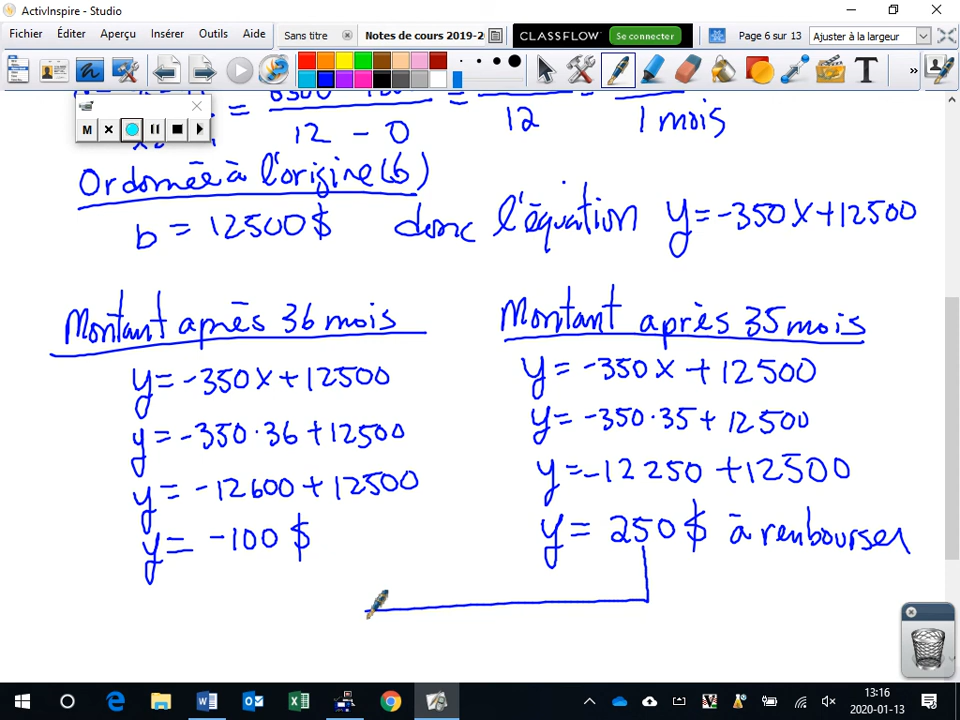 ActivInspire - Studio
Fichier Éditer Aperçu Insérer Outils Aide
Sans titre
Notes de cours 2019-2
CLASSFLOW Se connecter
Page 6 sur 13
Ajuster à la largeur
M
12 - 0
12
1 mois
Ordonnée à l'origine (b)
b = 12500$ donc l'équation y=-350x+12500
Montant après 36 mois
y=-350x+12500
y=-350·36+12500
y=-12600+12500
y=-100$
Montant après 35 mois
y=-350x+12500
y=-350·35+12500
y=-12250+12500
y=250$ à rembourser
13:16
2020-01-13